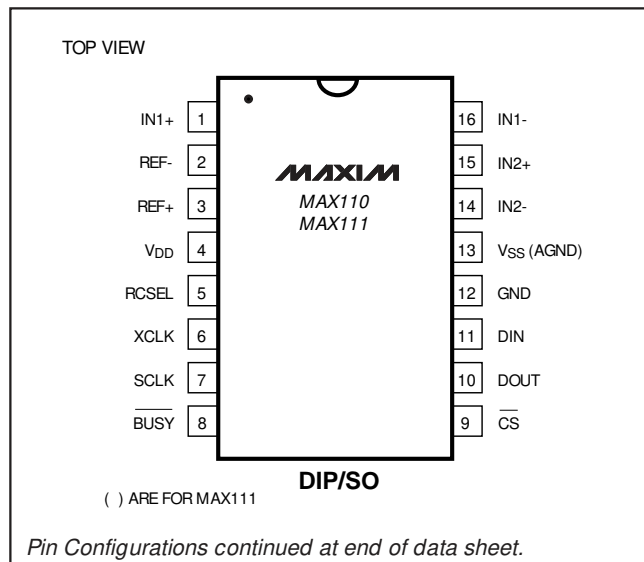 TOP VIEW
IN1+ 1
REF- 2
REF+ 3
VDD 4
RCSEL 5
XCLK 6
SCLK 7
BUSY 8
MAXIM
MAX110
MAX111
16 IN1-
15 IN2+
14 IN2-
13 VSS (AGND)
12 GND
11 DIN
10 DOUT
9 CS
DIP/SO
( ) ARE FOR MAX111
Pin Configurations continued at end of data sheet.